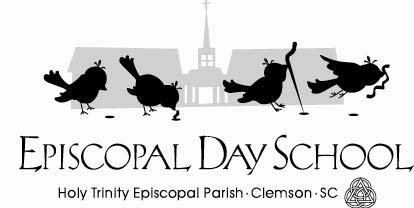 EPISCOPAL DAY SCHOOL
Holy Trinity Episcopal Parish · Clemson · SC